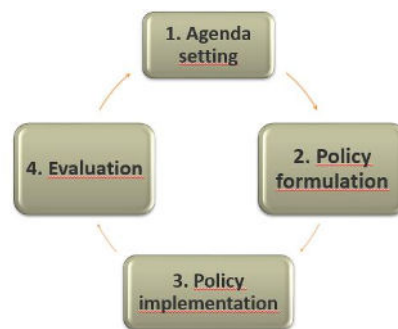 1. Agenda
setting
2. Policy
formulation
3. Policy
implementation
4. Evaluation